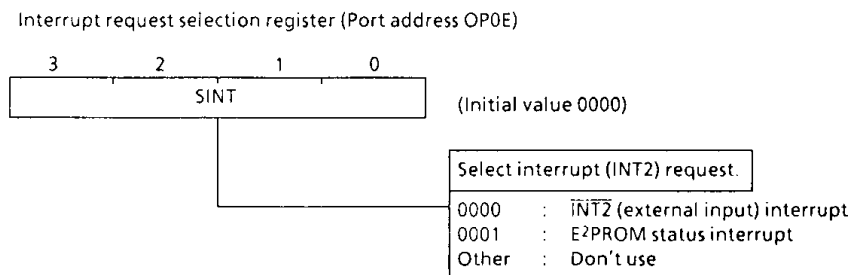 Interrupt request selection register (Port address OP0E)
3 2 1 0
SINT
(Initial value 0000)
Select interrupt (INT2) request.
0000 : I̅N̅T̅2̅ (external input) interrupt
0001 : E²PROM status interrupt
Other : Don't use